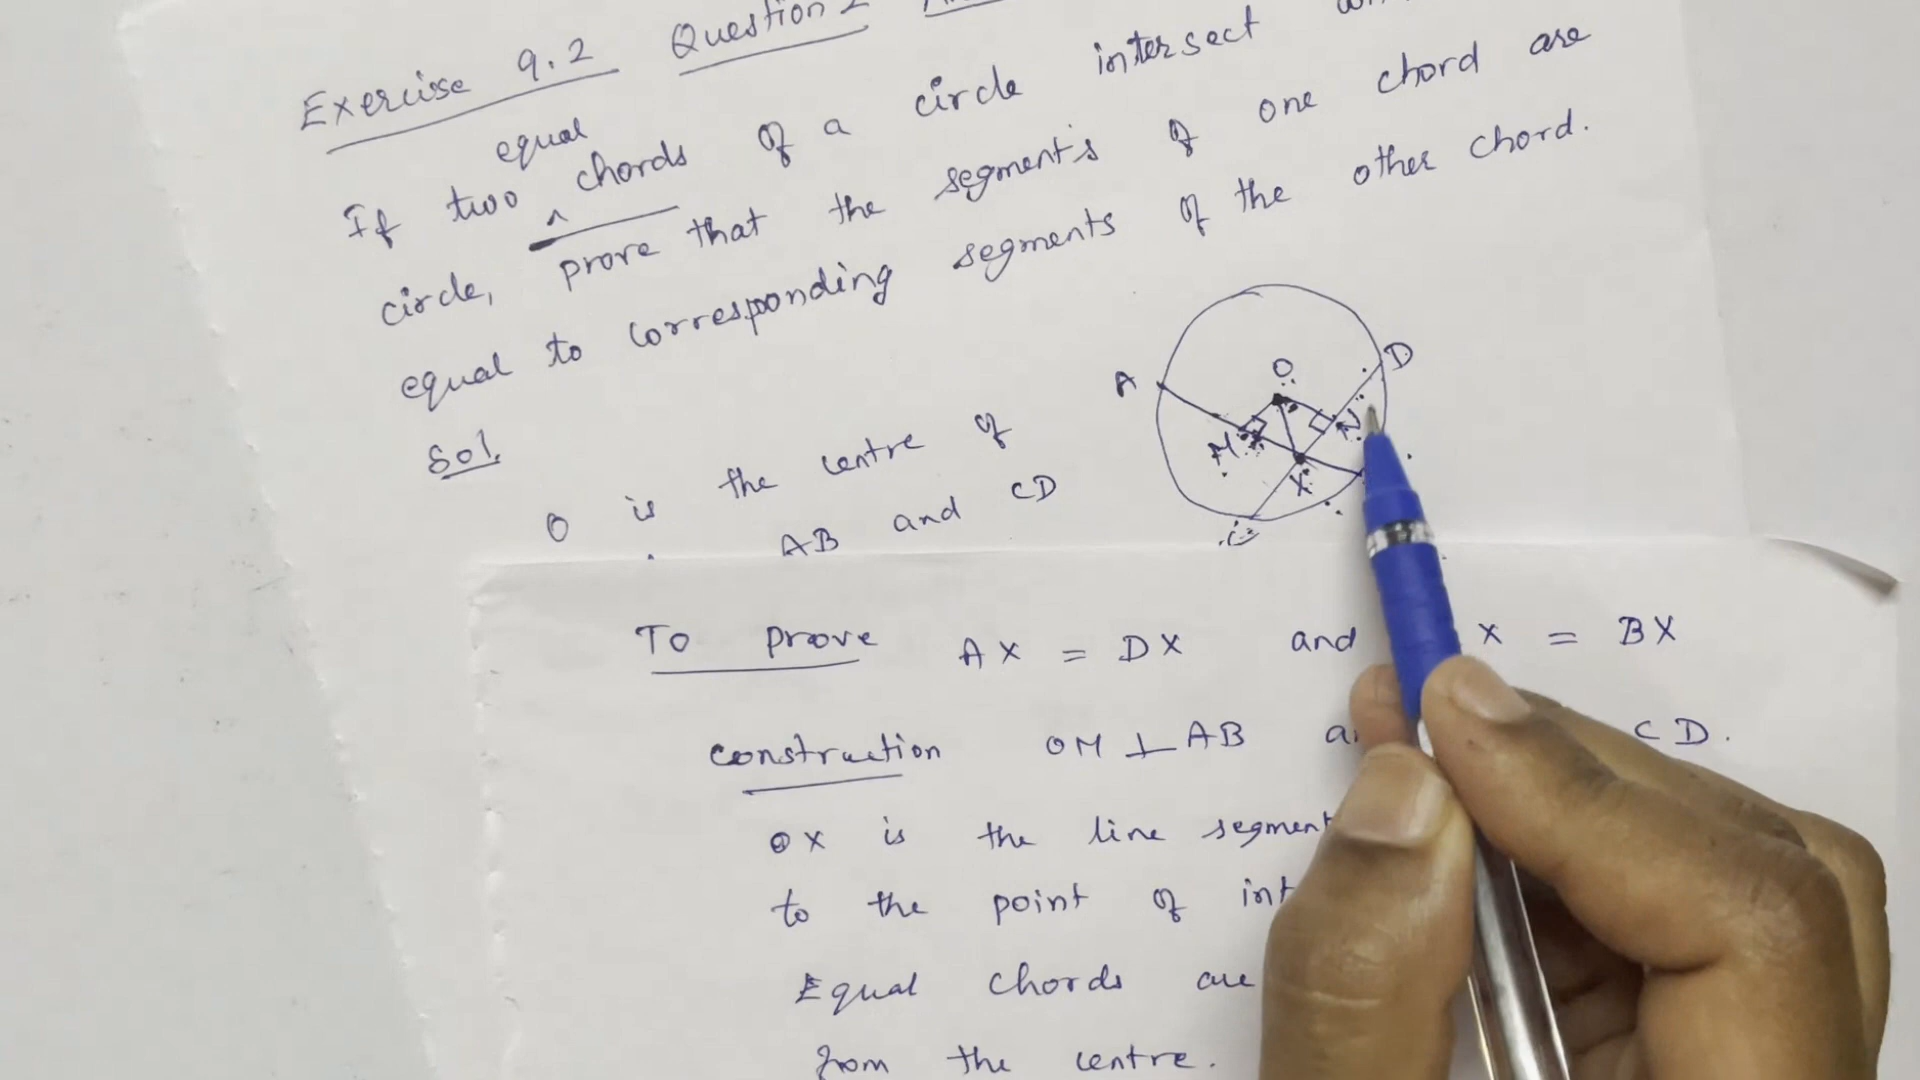 Exercise 9.2 Question 2
If two equal chords of a circle intersect
circle, prove that the segments of one chord are
equal to corresponding segments of the other chord.
Sol.
O is the centre of
AB and CD
A
O
D
M
N
X
C
To prove AX = DX and X = BX
Construction OM ⊥ AB CD.
OX is the line segment
to the point of
Equal chords are
from the centre.